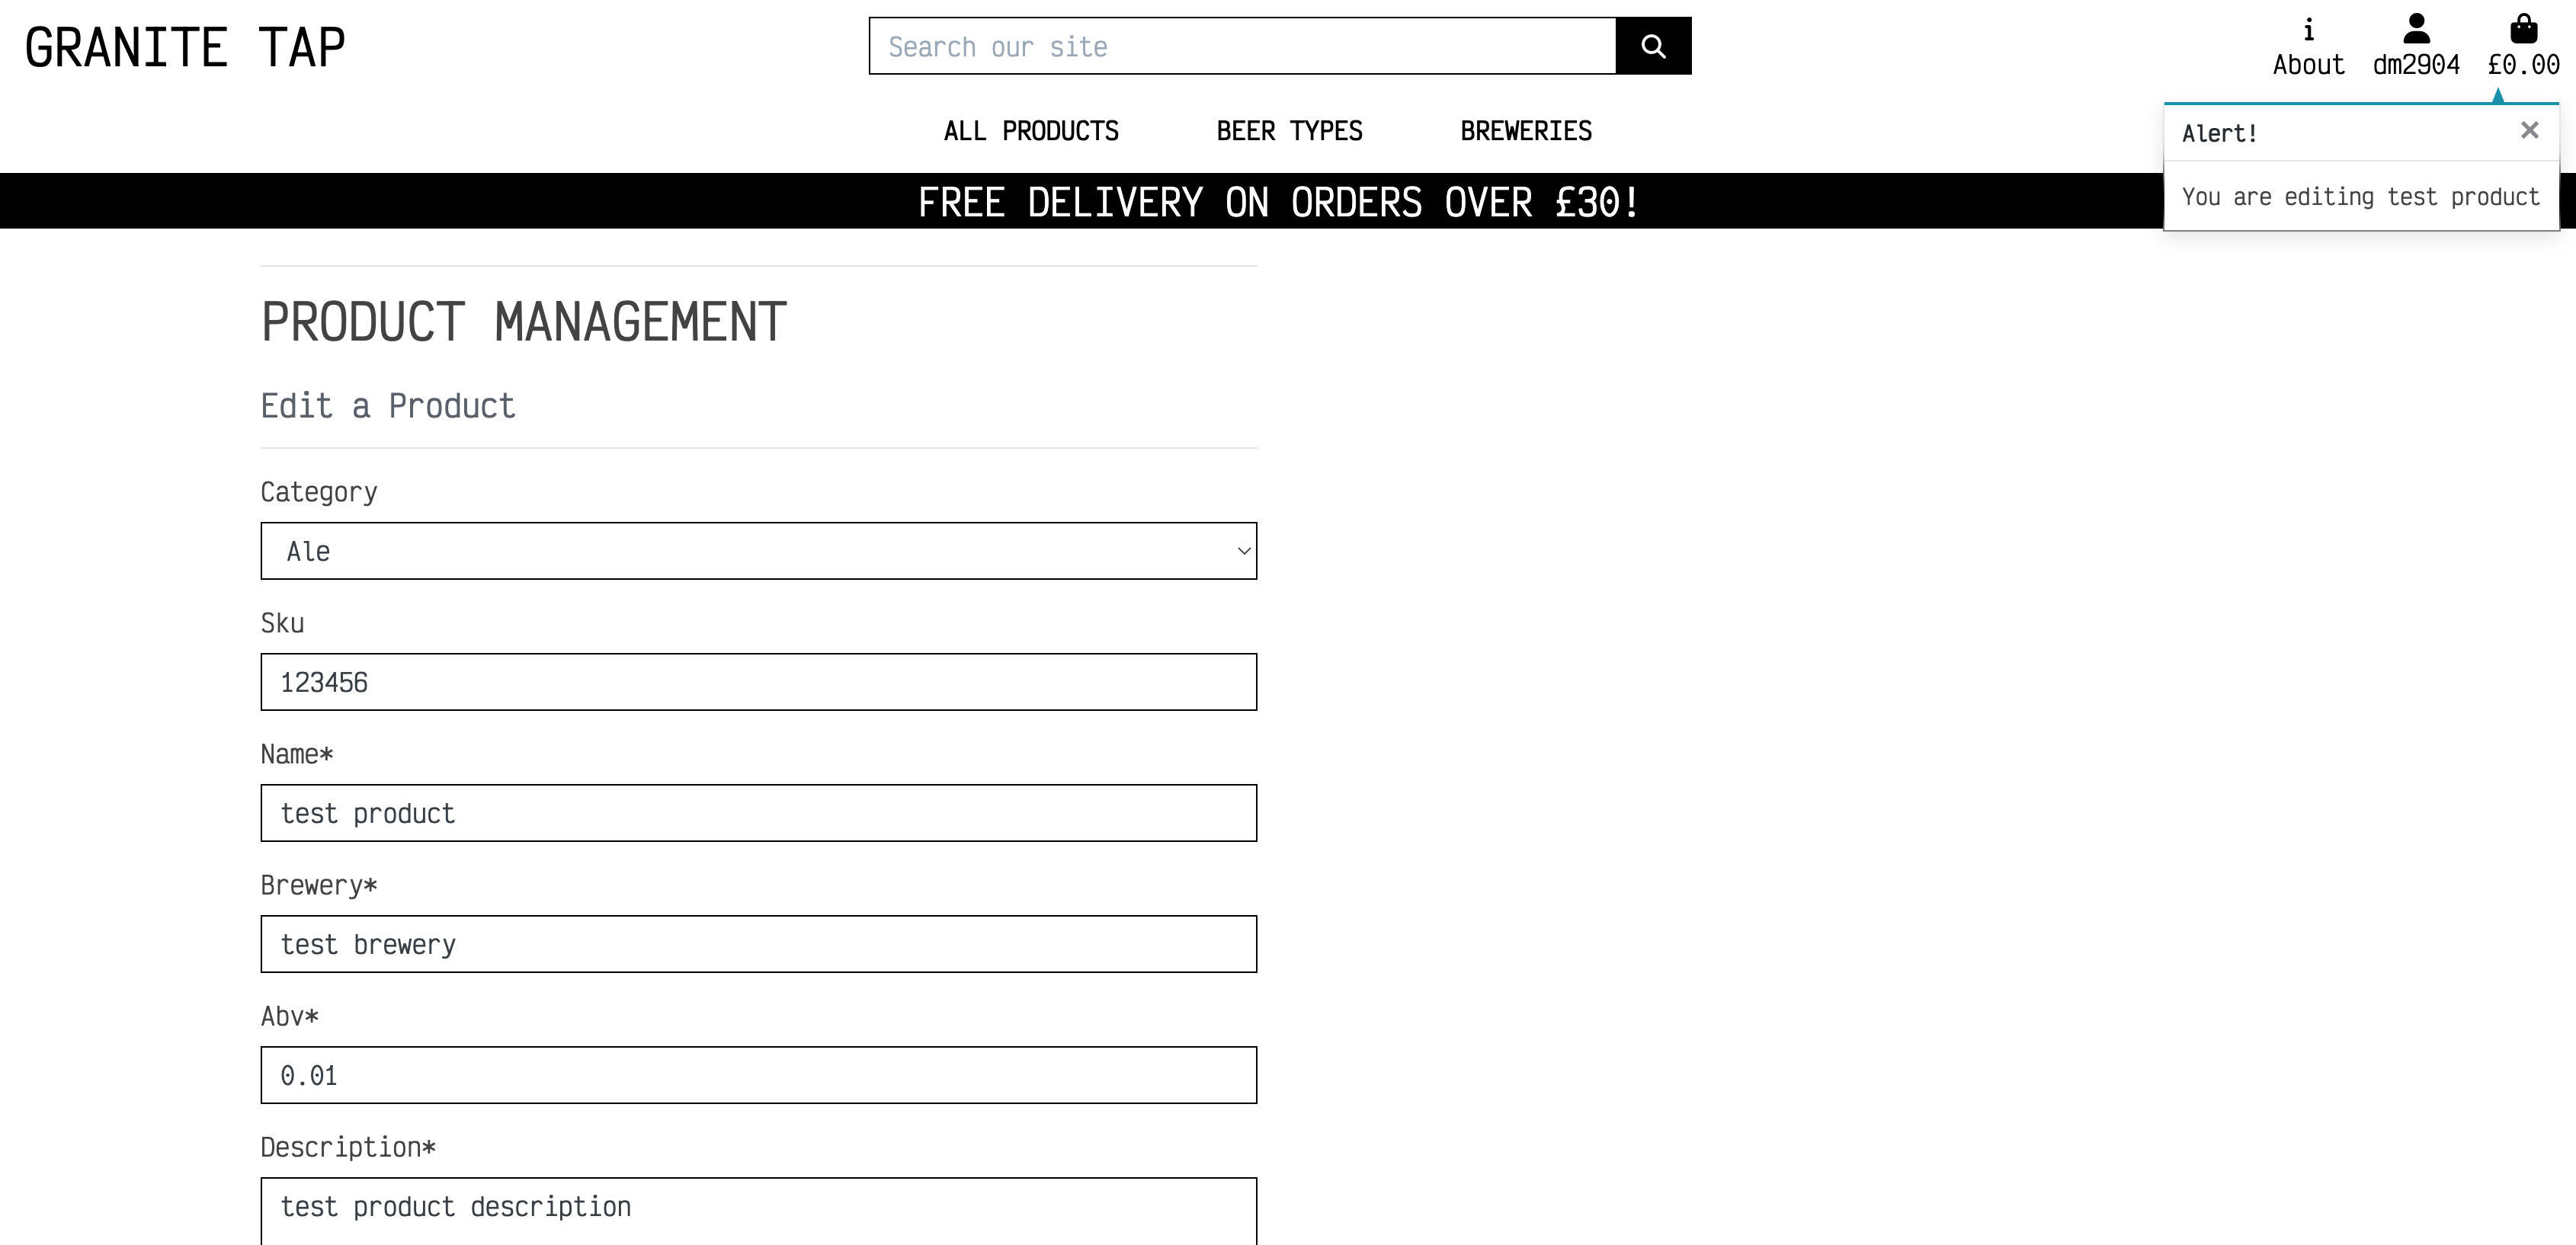 GRANITE TAP
Search our site
About
dm2904
£0.00
ALL PRODUCTS
BEER TYPES
BREWERIES
Alert!
You are editing test product
FREE DELIVERY ON ORDERS OVER £30!
PRODUCT MANAGEMENT
Edit a Product
Category
Ale
Sku
123456
Name*
test product
Brewery*
test brewery
Abv*
0.01
Description*
test product description